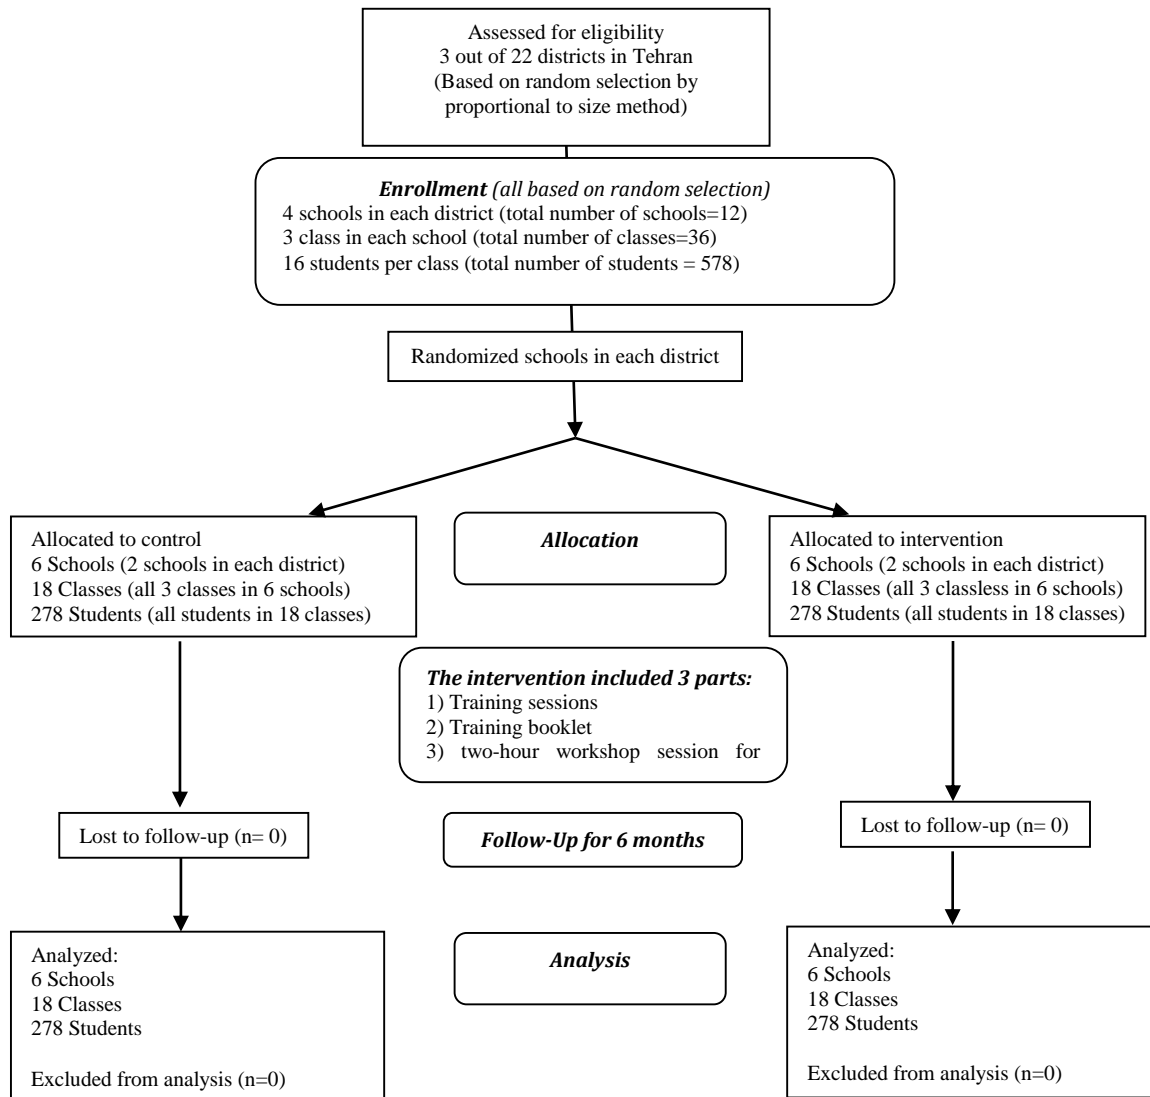 Assessed for eligibility
3 out of 22 districts in Tehran
(Based on random selection by
proportional to size method)
Enrollment (all based on random selection)
4 schools in each district (total number of schools=12)
3 class in each school (total number of classes=36)
16 students per class (total number of students = 578)
Randomized schools in each district
Allocated to control
6 Schools (2 schools in each district)
18 Classes (all 3 classes in 6 schools)
278 Students (all students in 18 classes)
Allocation
Allocated to intervention
6 Schools (2 schools in each district)
18 Classes (all 3 classless in 6 schools)
278 Students (all students in 18 classes)
The intervention included 3 parts:
1) Training sessions
2) Training booklet
3) two-hour workshop session for
Lost to follow-up (n= 0)
Follow-Up for 6 months
Lost to follow-up (n= 0)
Analyzed:
6 Schools
18 Classes
278 Students
Excluded from analysis (n=0)
Analysis
Analyzed:
6 Schools
18 Classes
278 Students
Excluded from analysis (n=0)